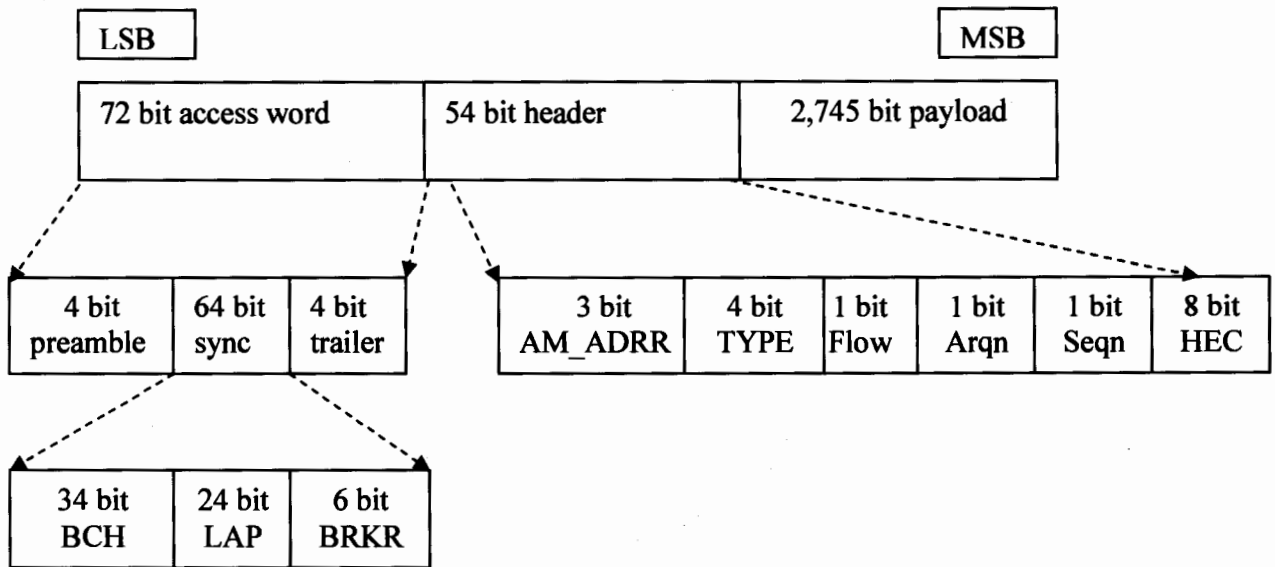 LSB
MSB
72 bit access word
54 bit header
2,745 bit payload
4 bit
preamble
64 bit
sync
4 bit
trailer
3 bit
AM_ADRR
4 bit
TYPE
1 bit
Flow
1 bit
Arqn
1 bit
Seqn
8 bit
HEC
34 bit
BCH
24 bit
LAP
6 bit
BRKR